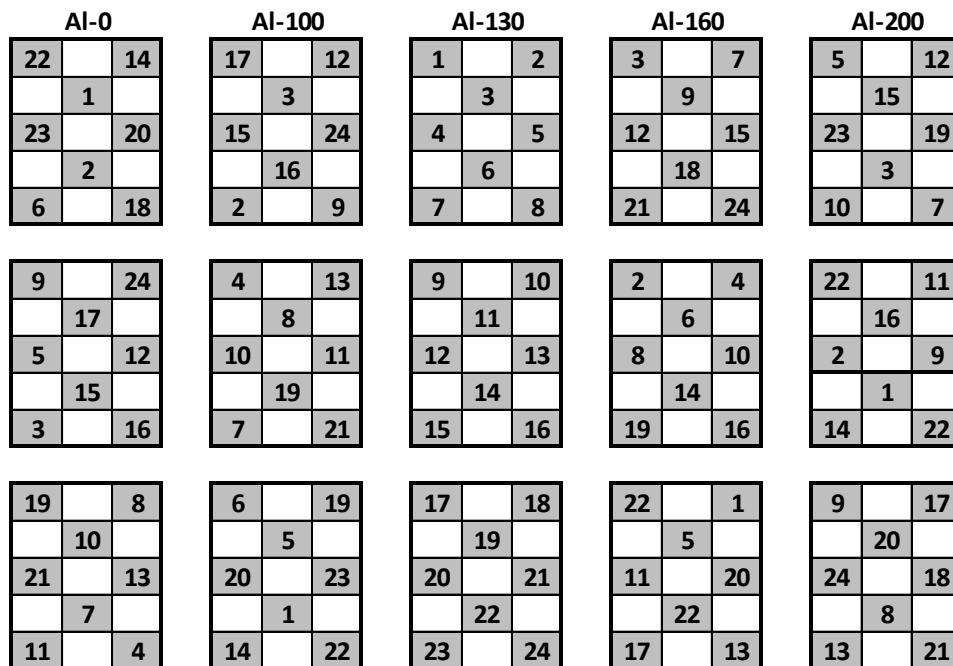 Al-0 Al-100 Al-130 Al-160 Al-200
22 14 17 12 1 2 3 7 5 12
1 3 3 9 15
23 20 15 24 4 5 12 15 23 19
2 16 6 18 3
6 18 2 9 7 8 21 24 10 7
9 24 4 13 9 10 2 4 22 11
17 8 11 6 16
5 12 10 11 12 13 8 10 2 9
15 19 14 14 1
3 16 7 21 15 16 19 16 14 22
19 8 6 19 17 18 22 1 9 17
10 5 19 5 20
21 13 20 23 20 21 11 20 24 18
7 1 22 22 8
11 4 14 22 23 24 17 13 13 21